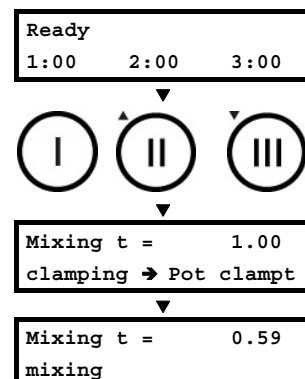 Ready
1:00 2:00 3:00
I II III
Mixing t = 1.00
clamping ➔ Pot clampt
Mixing t = 0.59
mixing